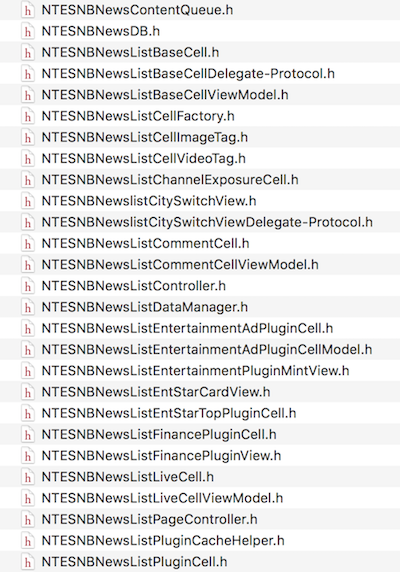 NTESNBNewsContentQueue.h
NTESNBNewsDB.h
NTESNBNewsListBaseCell.h
NTESNBNewsListBaseCellDelegate-Protocol.h
NTESNBNewsListBaseCellViewModel.h
NTESNBNewsListCellFactory.h
NTESNBNewsListCellImageTag.h
NTESNBNewsListCellVideoTag.h
NTESNBNewsListChannelExposureCell.h
NTESNBNewslistCitySwitchView.h
NTESNBNewslistCitySwitchViewDelegate-Protocol.h
NTESNBNewsListCommentCell.h
NTESNBNewsListCommentCellViewModel.h
NTESNBNewsListController.h
NTESNBNewsListDataManager.h
NTESNBNewsListEntertainmentAdPluginCell.h
NTESNBNewsListEntertainmentAdPluginCellModel.h
NTESNBNewsListEntertainmentPluginMintView.h
NTESNBNewsListEntStarCardView.h
NTESNBNewsListEntStarTopPluginCell.h
NTESNBNewsListFinancePluginCell.h
NTESNBNewsListFinancePluginView.h
NTESNBNewsListLiveCell.h
NTESNBNewsListLiveCellViewModel.h
NTESNBNewsListPageController.h
NTESNBNewsListPluginCacheHelper.h
NTESNBNewsListPluginCell.h